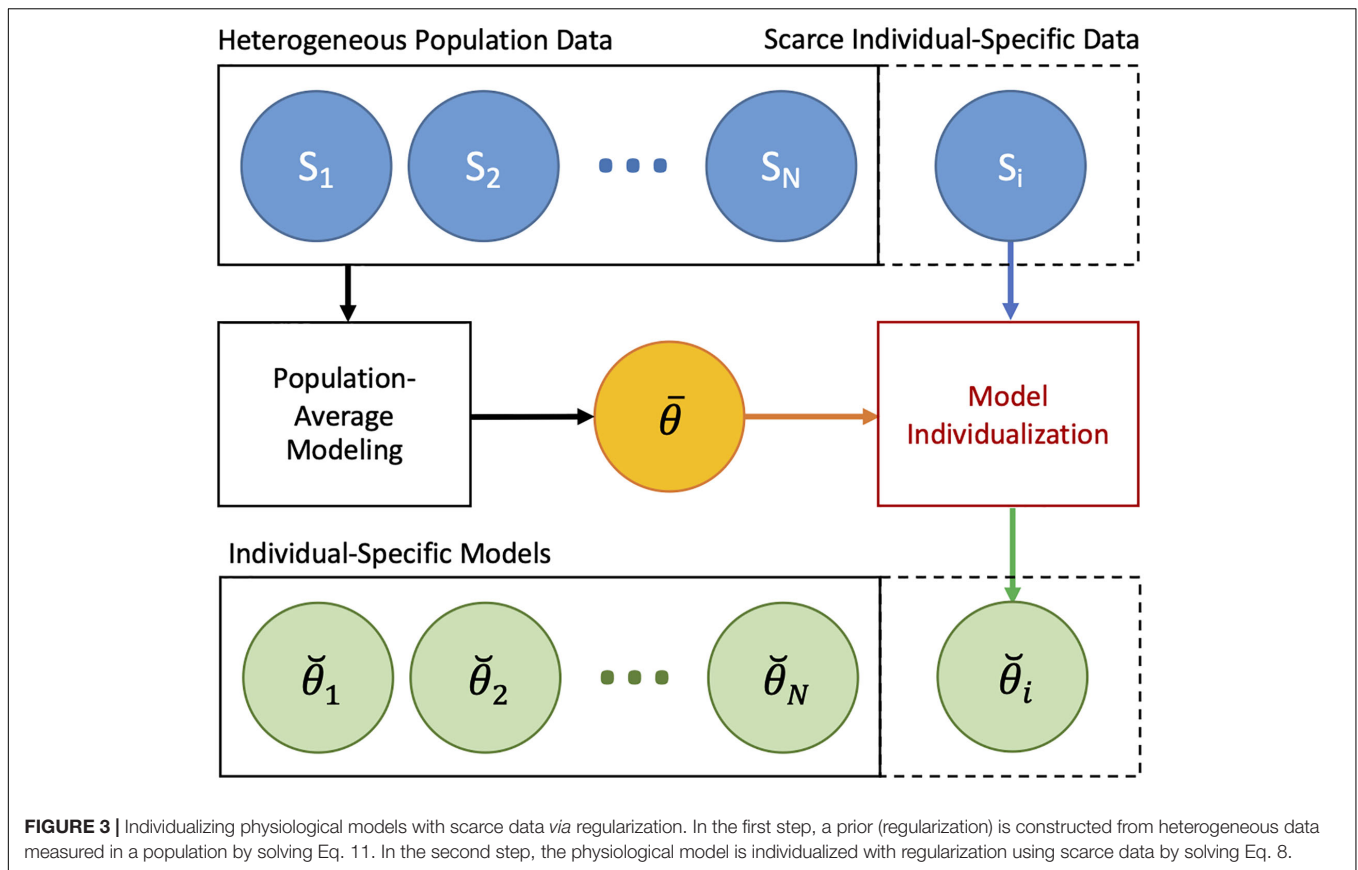 Heterogeneous Population Data
Scarce Individual-Specific Data
S₁
S₂
S_N
Sᵢ
Population-
Average
Modeling
θ̄
Model
Individualization
Individual-Specific Models
θ̆₁
θ̆₂
θ̆_N
θ̆ᵢ
FIGURE 3 | Individualizing physiological models with scarce data via regularization. In the first step, a prior (regularization) is constructed from heterogeneous data
measured in a population by solving Eq. 11. In the second step, the physiological model is individualized with regularization using scarce data by solving Eq. 8.